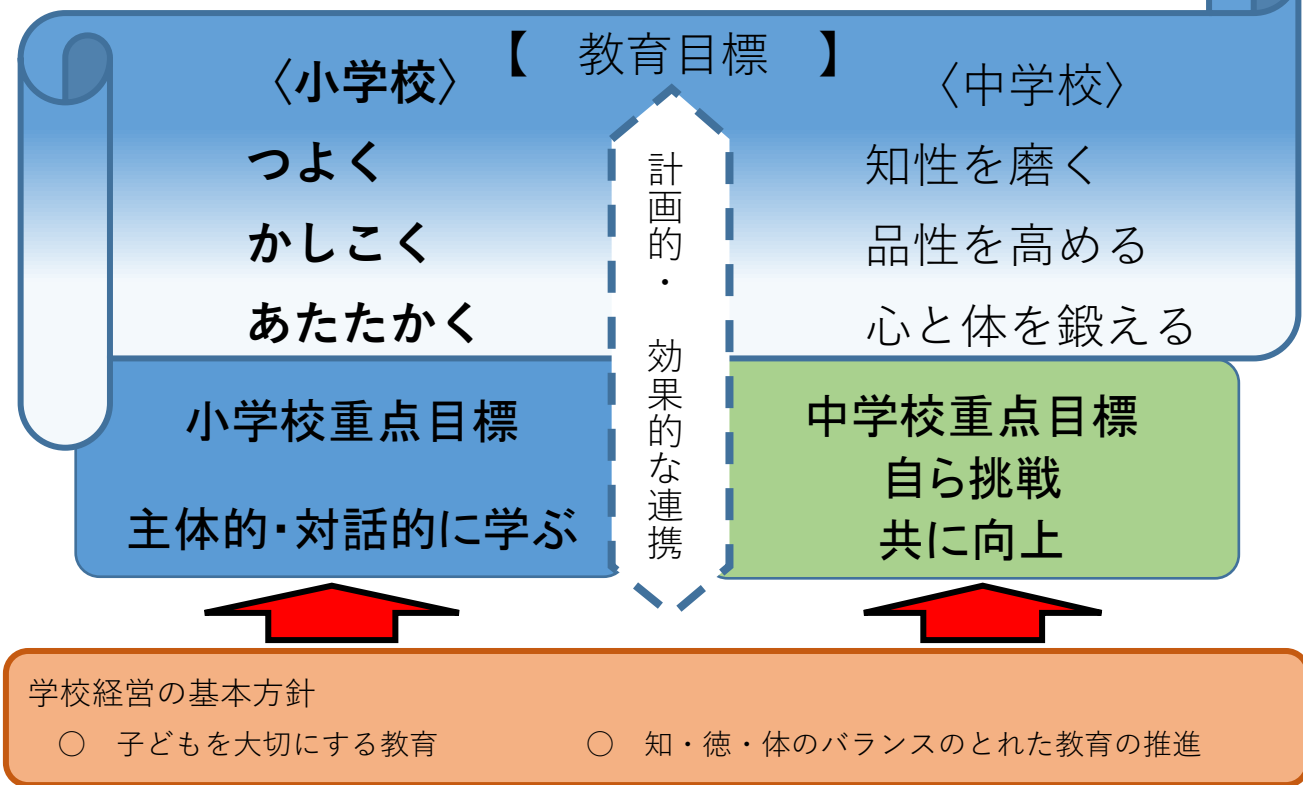 【　教育目標　】
〈小学校〉
つよく
かしこく
あたたかく
〈中学校〉
知性を磨く
品性を高める
心と体を鍛える
計画的・　効果的な連携
小学校重点目標
主体的・対話的に学ぶ
中学校重点目標
自ら挑戦
共に向上
学校経営の基本方針
○　子どもを大切にする教育
○　知・徳・体のバランスのとれた教育の推進